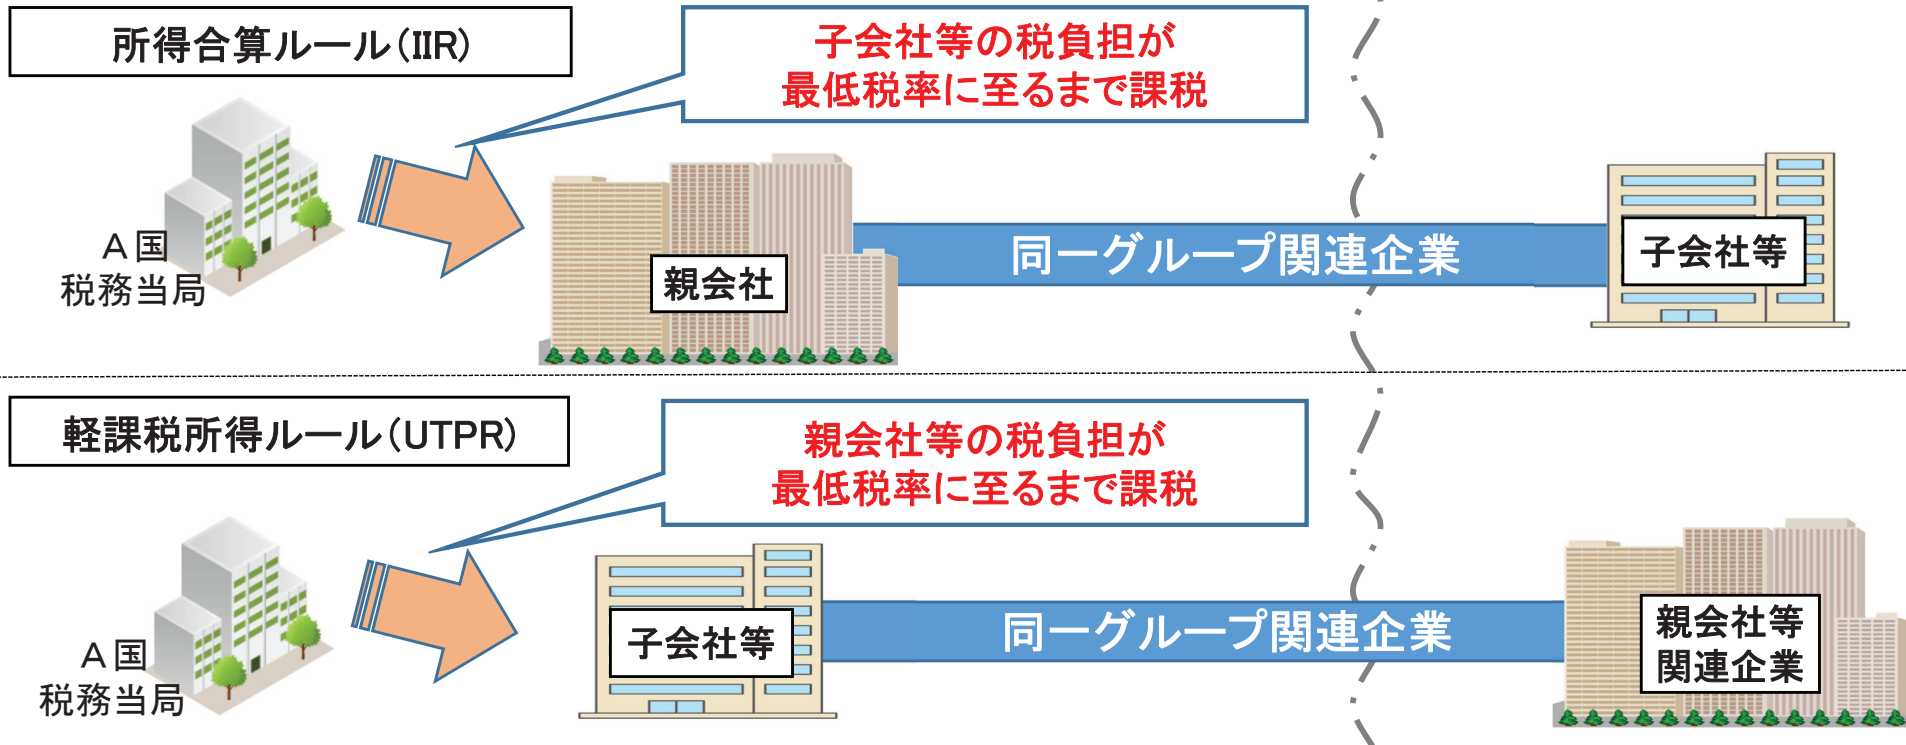 所得合算ルール(IIR)
子会社等の税負担が
最低税率に至るまで課税
A国
税務当局
親会社
同一グループ関連企業
子会社等
軽課税所得ルール(UTPR)
親会社等の税負担が
最低税率に至るまで課税
A国
税務当局
子会社等
同一グループ関連企業
親会社等
関連企業